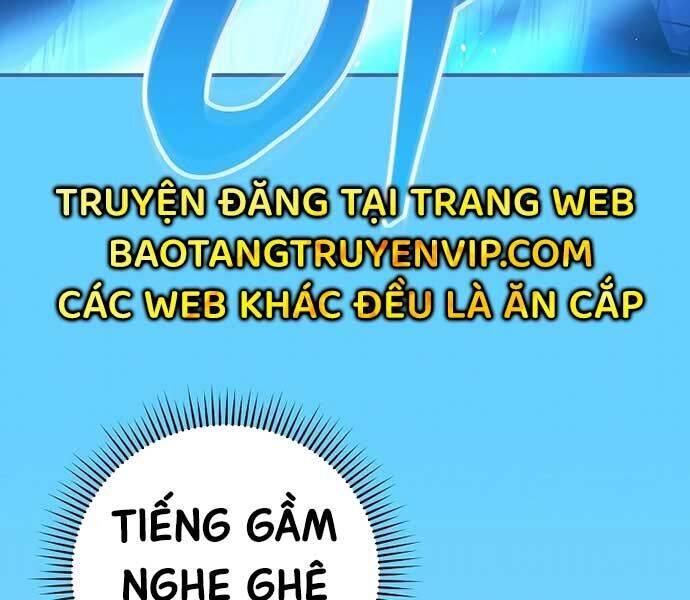 TRUYỆN ĐĂNG TẠI TRANG WEB
BAOTANGTRUYENVIP.COM
CÁC WEB KHÁC ĐỀU LÀ ĂN CẮP
TIẾNG GẦM
NGHE GHÊ